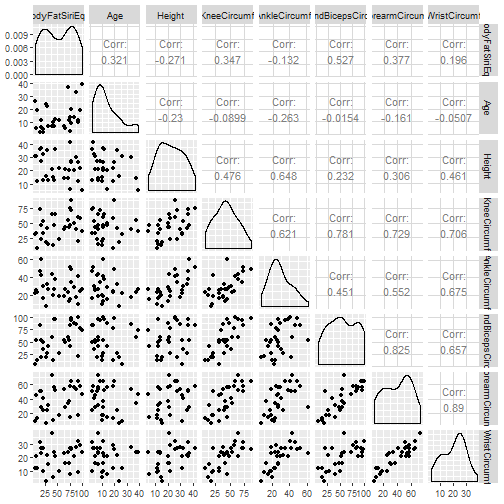 odyFatSiriEq Age Height KneeCircumf AnkleCircumf ndBicepsCircu orearmCircum WristCircumf
0.009 Corr: Corr: Corr: Corr: Corr: Corr: Corr: odyFatSiriEq
0.006 0.321 -0.271 0.347 -0.132 0.527 0.377 0.196
0.003
0.000
40 Corr: Corr: Corr: Corr: Corr: Corr: Age
30 -0.23 -0.0899 -0.263 -0.0154 -0.161 -0.0507
20
10
40 Corr: Corr: Corr: Corr: Corr: Height
30 0.476 0.648 0.232 0.306 0.461
20
10
75 Corr: Corr: Corr: Corr: KneeCircumf
50 0.621 0.781 0.729 0.706
25
60 Corr: Corr: Corr: AnkleCircumf
40 0.451 0.552 0.675
20
100 Corr: Corr: ndBicepsCircu
75 0.825 0.657
50
25
60 Corr: orearmCircum
40 0.89
20
30 WristCircumf
20
10
25 50 75 100 10 20 30 40 10 20 30 40 25 50 75 20 40 60 25 50 75 100 20 40 60 10 20 30